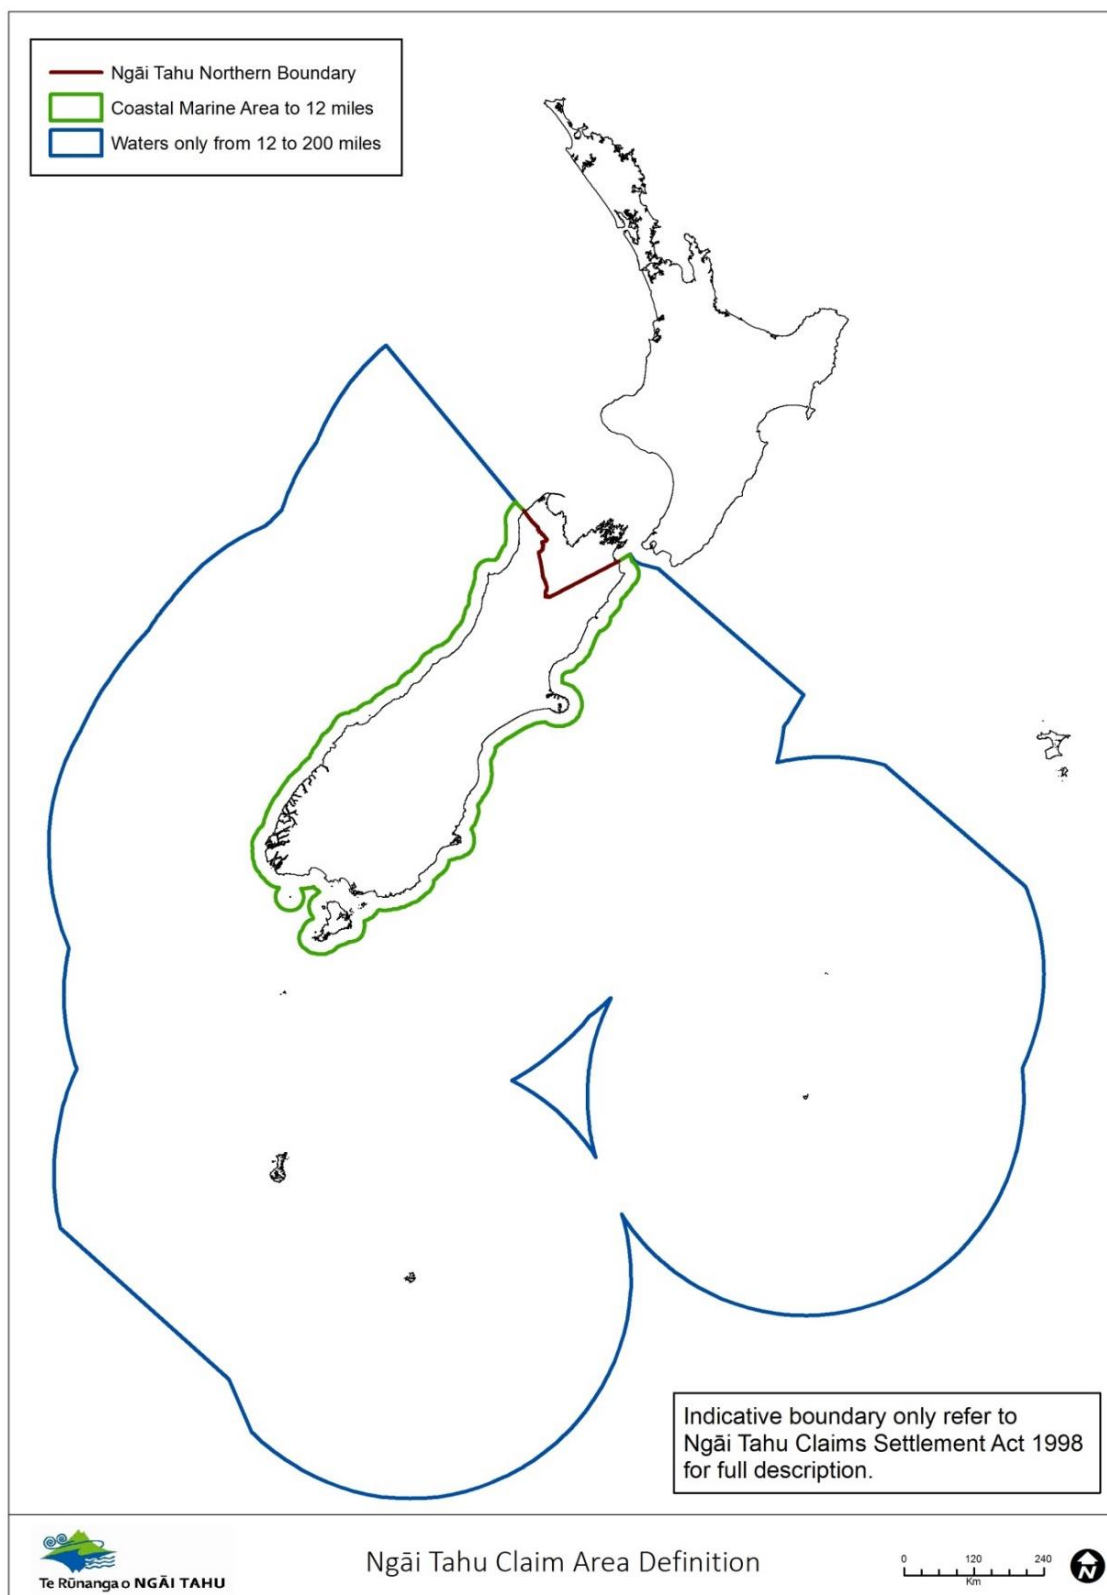 Ngāi Tahu Northern Boundary
Coastal Marine Area to 12 miles
Waters only from 12 to 200 miles
Indicative boundary only refer to
Ngāi Tahu Claims Settlement Act 1998
for full description.
Te Rūnanga o NGĀI TAHU
Ngāi Tahu Claim Area Definition
0 120 240
Km
N